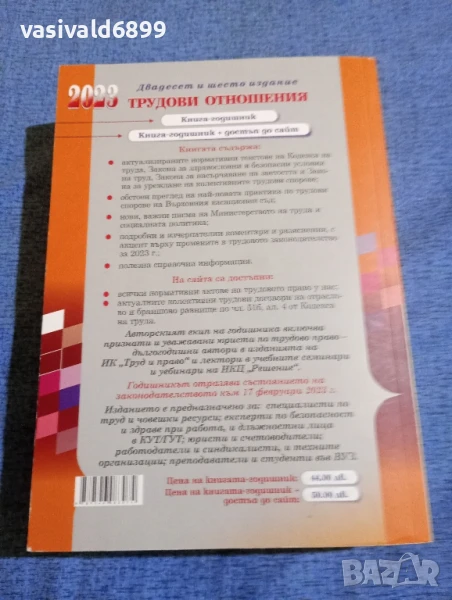 vasivald6899
Двадесет и шесто издание
2023 ТРУДОВИ ОТНОШЕНИЯ
Книга-годишник
Книга-годишник + достъп до сайт
Книгата съдържа:
• актуализираните нормативни текстове на Кодекса на
труда, Закона за здравословни и безопасни условия
на труд, Закона за насърчаване на заетостта и Зако-
на за уреждане на колективните трудови спорове;
• обстоен преглед на най-новата практика по трудови
спорове на Върховния касационен съд;
• нови, важни писма на Министерството на труда и
социалната политика;
• подробни и изчерпателни коментари и разяснения, с
акцент върху промените в трудовото законодателство
за 2023 г.;
• полезна справочна информация.
На сайта са достъпни:
• всички нормативни актове на трудовото право у нас;
• актуалните колективни трудови договори на отрасло-
во и браншово равнище по чл. 51б, ал. 4 от Кодекса
на труда.
Авторският екип на годишника включва
признати и уважавани юристи по трудово право –
дългогодишни автори в изданията на
ИК „Труд и право" и лектори в учебните семинари
и уебинари на НКЦ „Решение".
Годишникът отразява състоянието на
законодателството към 17 февруари 2023 г.
Изданието е предназначено за: специалисти по
труд и човешки ресурси; експерти по безопасност
и здраве при работа, и длъжностни лица
в КУТ/ГУТ; юристи и счетоводители;
работодатели и синдикалисти, и техните
организации; преподаватели и студенти във ВУЗ.
Цена на книгата-годишник: 44.00 лв.
Цена на книгата-годишник +
достъп до сайт: 50.00 лв.
BAZAR